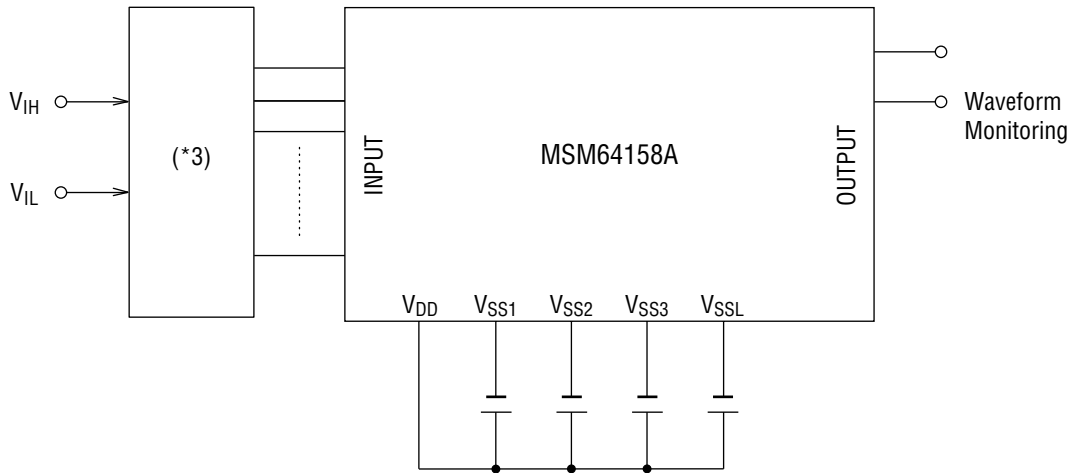 V_IH
V_IL
(*3)
INPUT
MSM64158A
OUTPUT
Waveform
Monitoring
V_DD V_SS1 V_SS2 V_SS3 V_SSL